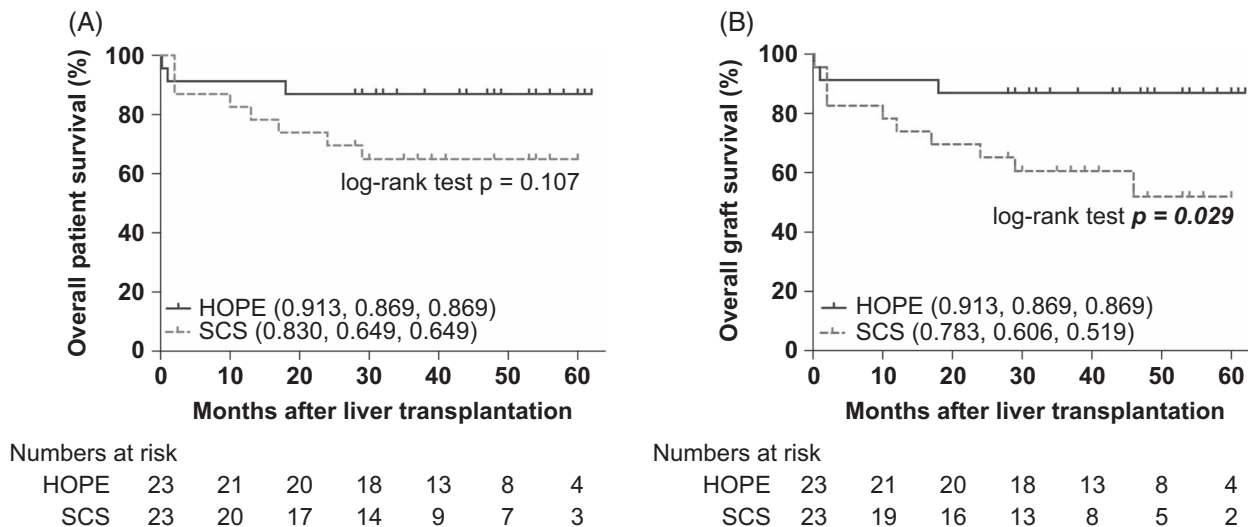 (A)
Overall patient survival (%)
100
80
60
40
20
0
log-rank test p = 0.107
HOPE (0.913, 0.869, 0.869)
SCS (0.830, 0.649, 0.649)
0 10 20 30 40 50 60
Months after liver transplantation
Numbers at risk
HOPE 23 21 20 18 13 8 4
SCS 23 20 17 14 9 7 3
(B)
Overall graft survival (%)
100
80
60
40
20
0
log-rank test p = 0.029
HOPE (0.913, 0.869, 0.869)
SCS (0.783, 0.606, 0.519)
0 10 20 30 40 50 60
Months after liver transplantation
Numbers at risk
HOPE 23 21 20 18 13 8 4
SCS 23 19 16 13 8 5 2